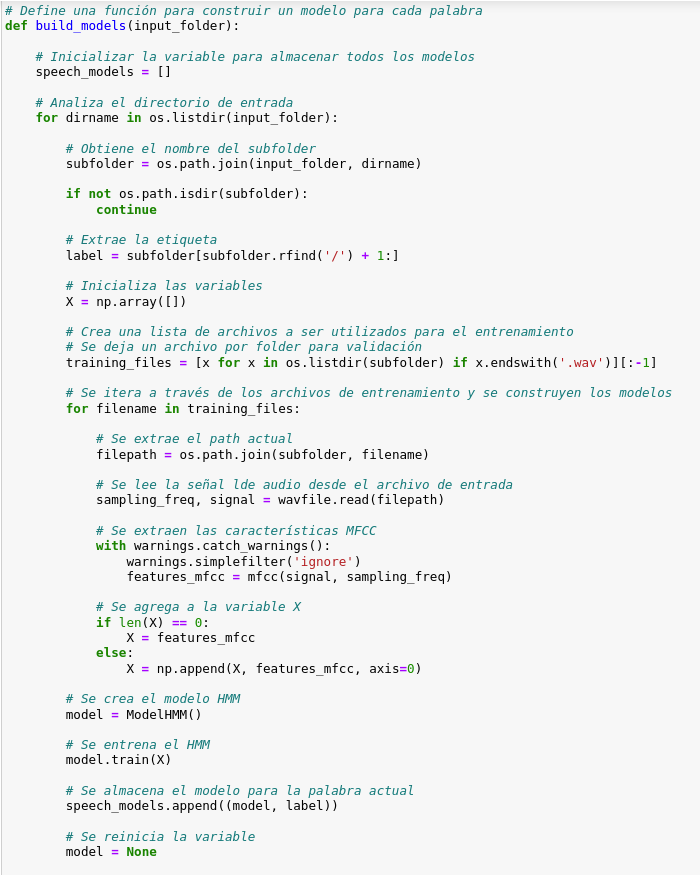 # Define una función para construir un modelo para cada palabra
def build_models(input_folder):
    # Inicializar la variable para almacenar todos los modelos
    speech_models = []
    # Analiza el directorio de entrada
    for dirname in os.listdir(input_folder):
        # Obtiene el nombre del subfolder
        subfolder = os.path.join(input_folder, dirname)
        if not os.path.isdir(subfolder):
            continue
        # Extrae la etiqueta
        label = subfolder[subfolder.rfind('/') + 1:]
        # Inicializa las variables
        X = np.array([])
        # Crea una lista de archivos a ser utilizados para el entrenamiento
        # Se deja un archivo por folder para validación
        training_files = [x for x in os.listdir(subfolder) if x.endswith('.wav')][:-1]
        # Se itera a través de los archivos de entrenamiento y se construyen los modelos
        for filename in training_files:
            # Se extrae el path actual
            filepath = os.path.join(subfolder, filename)
            # Se lee la señal lde audio desde el archivo de entrada
            sampling_freq, signal = wavfile.read(filepath)
            # Se extraen las características MFCC
            with warnings.catch_warnings():
                warnings.simplefilter('ignore')
                features_mfcc = mfcc(signal, sampling_freq)
            # Se agrega a la variable X
            if len(X) == 0:
                X = features_mfcc
            else:
                X = np.append(X, features_mfcc, axis=0)
        # Se crea el modelo HMM
        model = ModelHMM()
        # Se entrena el HMM
        model.train(X)
        # Se almacena el modelo para la palabra actual
        speech_models.append((model, label))
        # Se reinicia la variable
        model = None